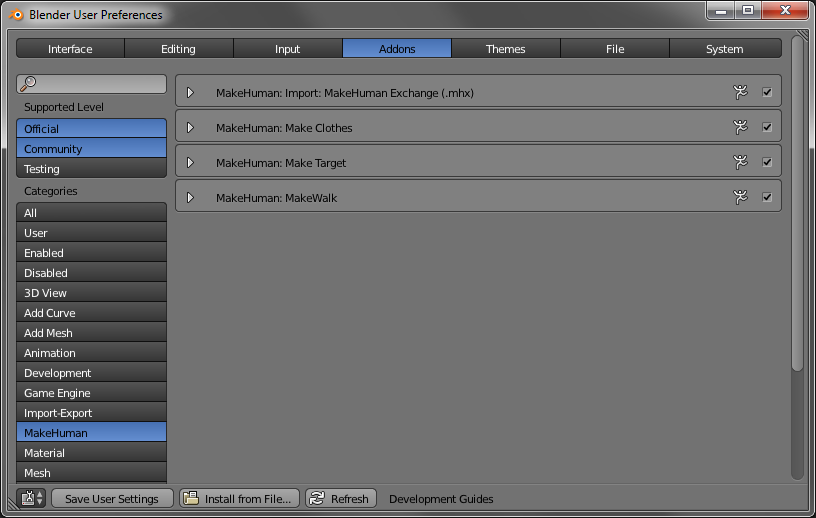 Blender User Preferences
Interface Editing Input Addons Themes File System
Supported Level
Official
Community
Testing
Categories
All
User
Enabled
Disabled
3D View
Add Curve
Add Mesh
Animation
Development
Game Engine
Import-Export
MakeHuman
Material
Mesh
MakeHuman: Import: MakeHuman Exchange (.mhx)
MakeHuman: Make Clothes
MakeHuman: Make Target
MakeHuman: MakeWalk
Save User Settings Install from File... Refresh Development Guides